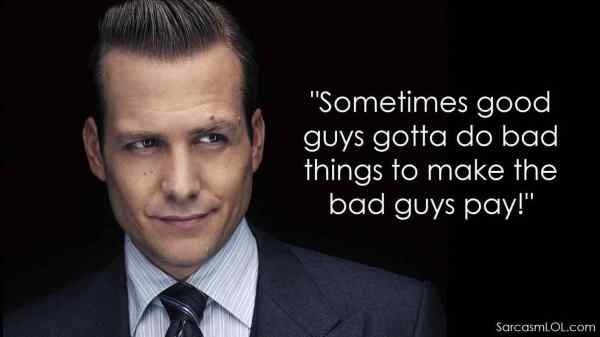 "Sometimes good
guys gotta do bad
things to make the
bad guys pay!"
SarcasmLOL.com